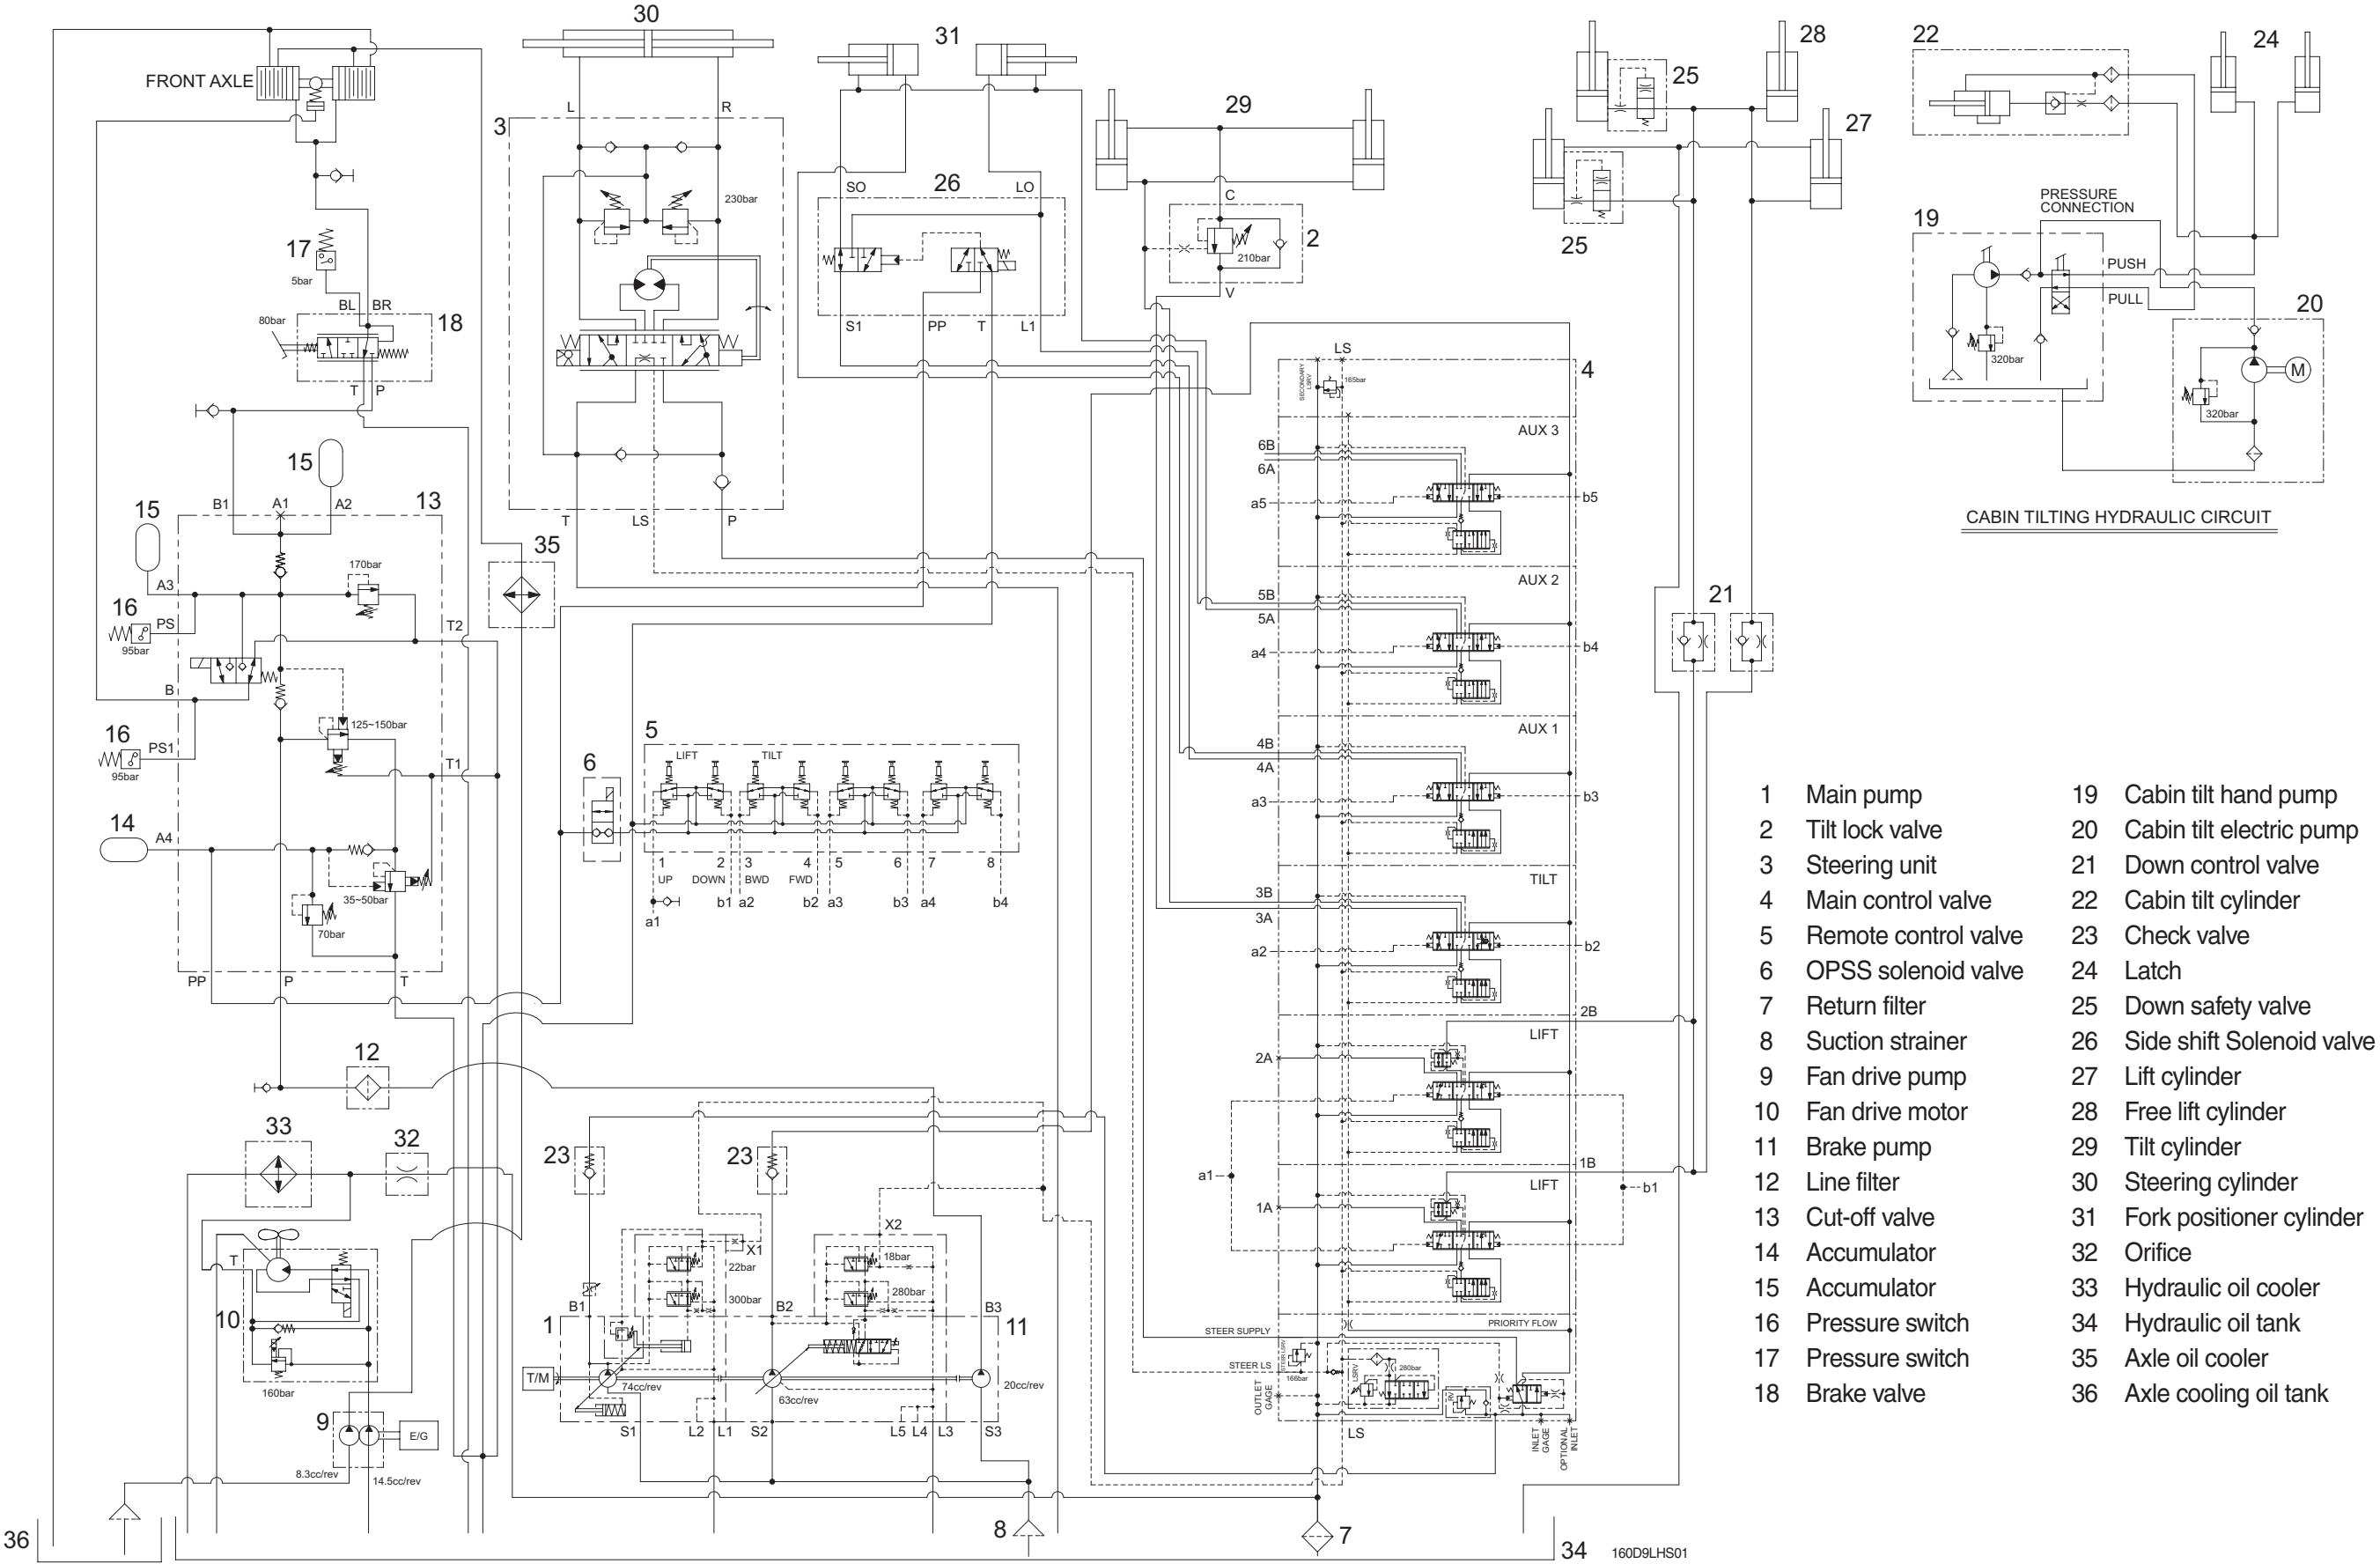 30
31
28
22
24
25
FRONT AXLE
29
27
L
R
3
230bar
SO
26
LO
C
2
210bar
V
25
PRESSURE
CONNECTION
19
PUSH
PULL
20
320bar
M
320bar
17
5bar
BL
BR
80bar
18
T
P
S1
PP
T
L1
LS
4
SECONDARY
LSRV
165bar
AUX 3
6B
6A
a5
b5
CABIN TILTING HYDRAULIC CIRCUIT
15
15
B1
A1
A2
13
T
LS
P
35
170bar
A3
16
PS
95bar
T2
AUX 2
5B
5A
a4
b4
21
B
125~150bar
16
PS1
95bar
T1
AUX 1
4B
4A
a3
b3
5
LIFT
TILT
6
1
2
3
4
5
6
7
8
UP
DOWN
BWD
FWD
b1
a2
b2
a3
b3
a4
b4
a1
14
A4
35~50bar
70bar
PP
P
T
TILT
3B
3A
a2
b2
2B
LIFT
2A
12
33
32
23
23
a1
1B
LIFT
b1
1A
X1
22bar
300bar
X2
18bar
280bar
T
10
160bar
B1
B2
B3
1
11
T/M
74cc/rev
63cc/rev
20cc/rev
S1
L2
L1
S2
L5
L4
L3
S3
PRIORITY FLOW
STEER SUPPLY
STEER LS
STEER LSRV
166bar
LSRV
280bar
RV
OUTLET
GAGE
LS
INLET
GAGE
OPTIONAL
INLET
9
E/G
8.3cc/rev
14.5cc/rev
36
8
7
34
160D9LHS01
1 Main pump
2 Tilt lock valve
3 Steering unit
4 Main control valve
5 Remote control valve
6 OPSS solenoid valve
7 Return filter
8 Suction strainer
9 Fan drive pump
10 Fan drive motor
11 Brake pump
12 Line filter
13 Cut-off valve
14 Accumulator
15 Accumulator
16 Pressure switch
17 Pressure switch
18 Brake valve
19 Cabin tilt hand pump
20 Cabin tilt electric pump
21 Down control valve
22 Cabin tilt cylinder
23 Check valve
24 Latch
25 Down safety valve
26 Side shift Solenoid valve
27 Lift cylinder
28 Free lift cylinder
29 Tilt cylinder
30 Steering cylinder
31 Fork positioner cylinder
32 Orifice
33 Hydraulic oil cooler
34 Hydraulic oil tank
35 Axle oil cooler
36 Axle cooling oil tank